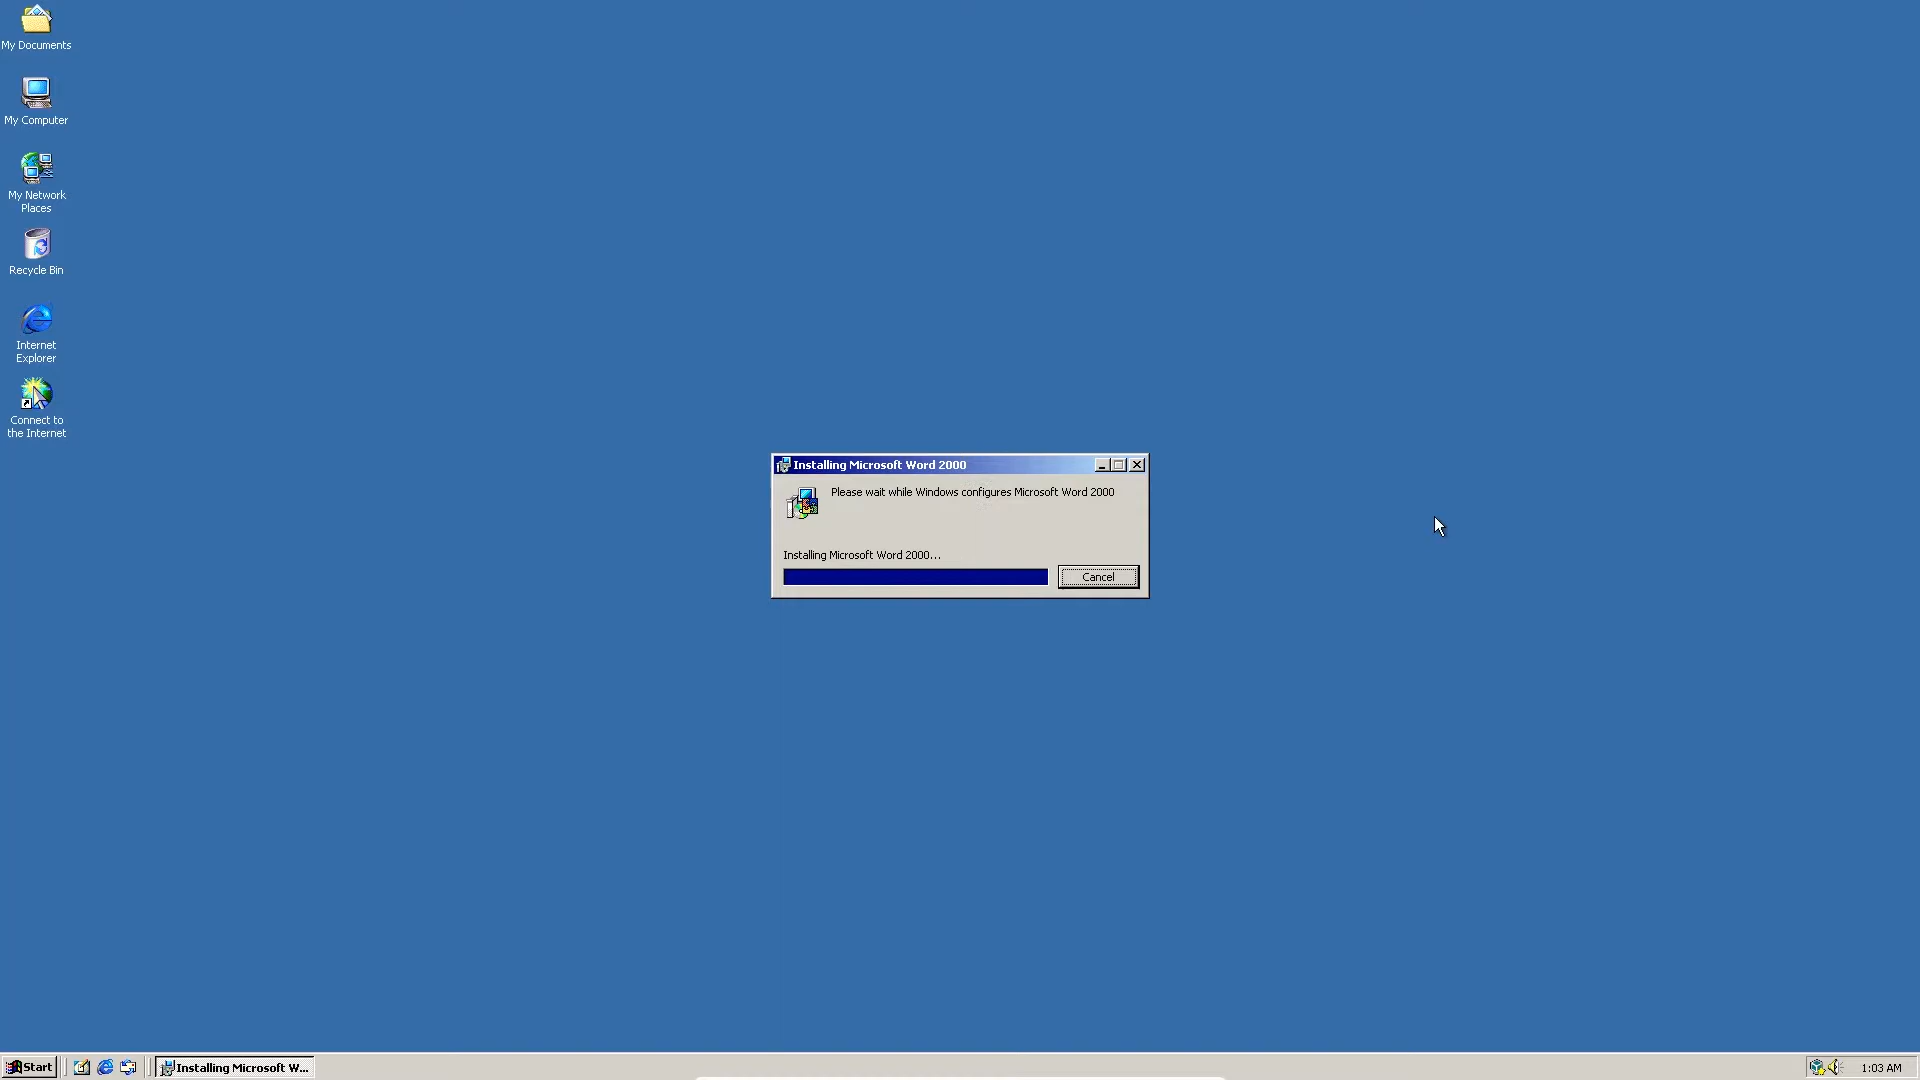 My Documents
My Computer
My Network
Places
Recycle Bin
Internet
Explorer
Connect to
the Internet
Installing Microsoft Word 2000
Please wait while Windows configures Microsoft Word 2000
Installing Microsoft Word 2000...
Cancel
Start
Installing Microsoft W...
1:03 AM